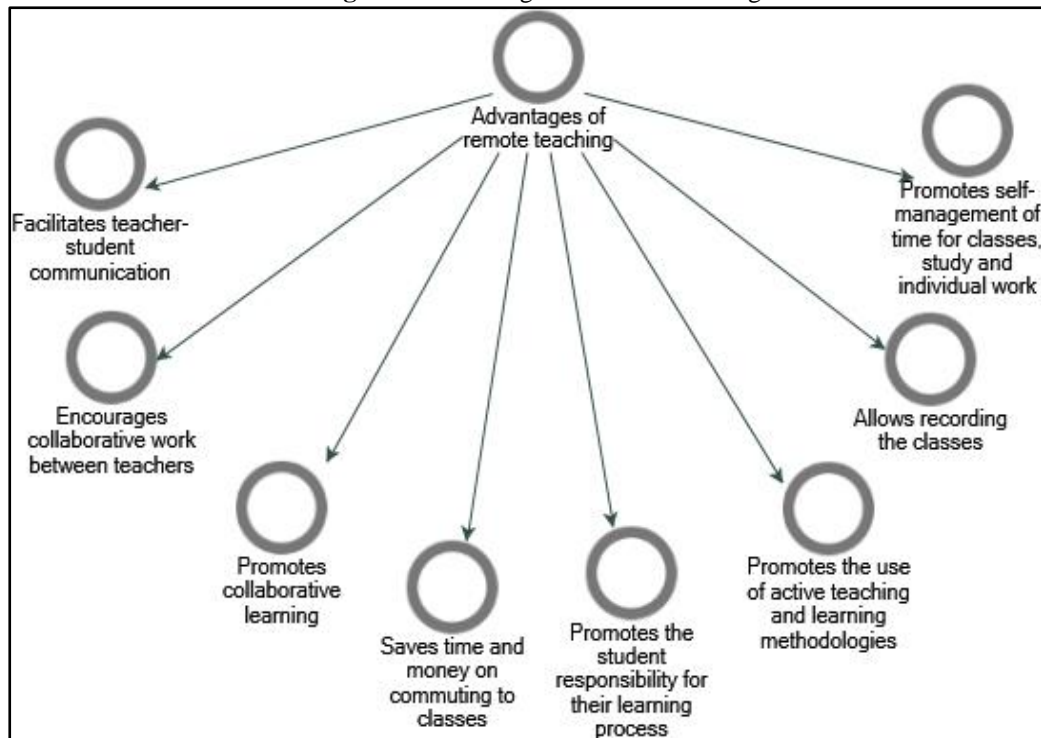 Advantages of
remote teaching
Facilitates teacher-
student
communication
Encourages
collaborative work
between teachers
Promotes
collaborative
learning
Saves time and
money on
commuting to
classes
Promotes the
student
responsibility for
their learning
process
Promotes the use
of active teaching
and learning
methodologies
Allows recording
the classes
Promotes self-
management of
time for classes,
study and
individual work